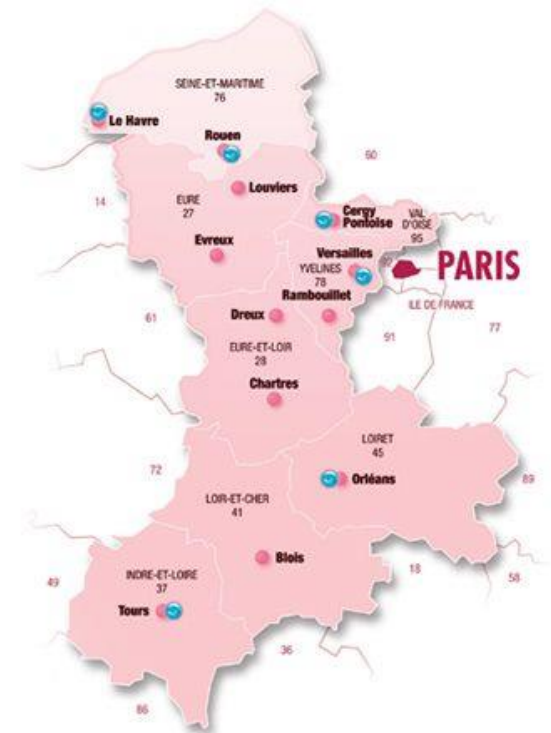 SEINE-ET-MARITIME
76
Le Havre
Rouen
60
Louviers
14
EURE
27
Cergy
Pontoise
VAL
D'OISE
95
Evreux
Versailles
YVELINES
78
92
PARIS
Rambouillet
ILE DE FRANCE
61
Dreux
91
77
EURE-ET-LOIR
28
Chartres
LOIRET
45
72
Orléans
89
LOIR-ET-CHER
41
Blois
49
INDRE-ET-LOIRE
37
18
58
Tours
36
86